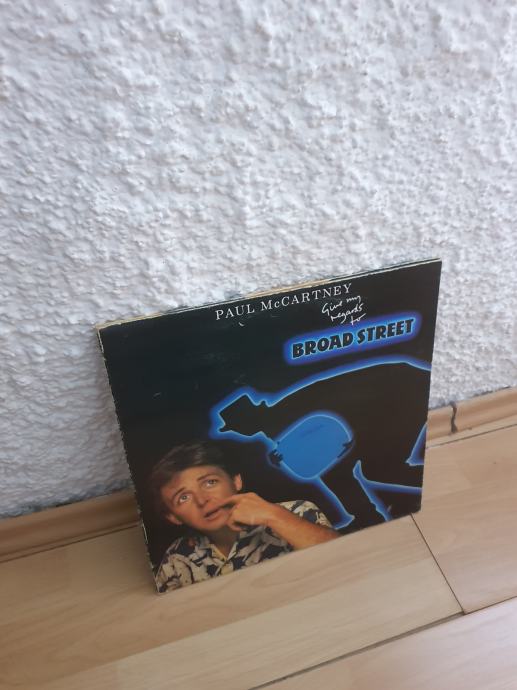 PAUL McCARTNEY
Give my
regards
to
BROAD STREET